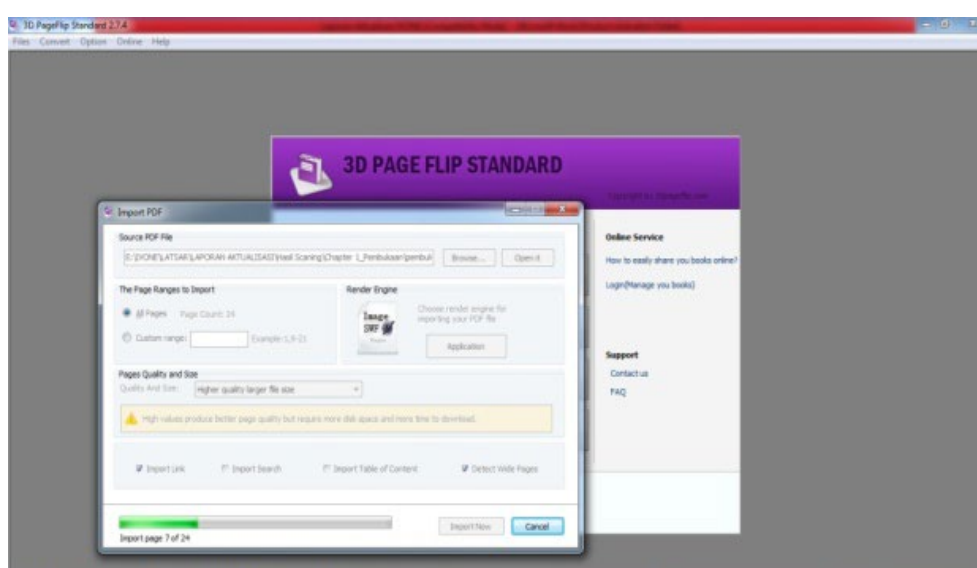 3D PageFlip Standard 2.7.4
Files Convert Option Online Help
3D PAGE FLIP STANDARD
Import PDF
Source PDF File
Browse... Open it
The Page Ranges to Import
All Pages Page Count: 24
Custom range: Example:1,9-21
Render Engine
Image
SWF
Choose render engine for
importing your PDF file
Application
Pages Quality and Size
Quality And Size: Higher quality larger file size
High values produce better page quality but require more disk space and more time to download.
Import Link Import Search Import Table of Content Detect Wide Pages
Import Now Cancel
Import page 7 of 24
Online Service
How to easily share you books online?
Login(Manage you books)
Support
Contact us
FAQ